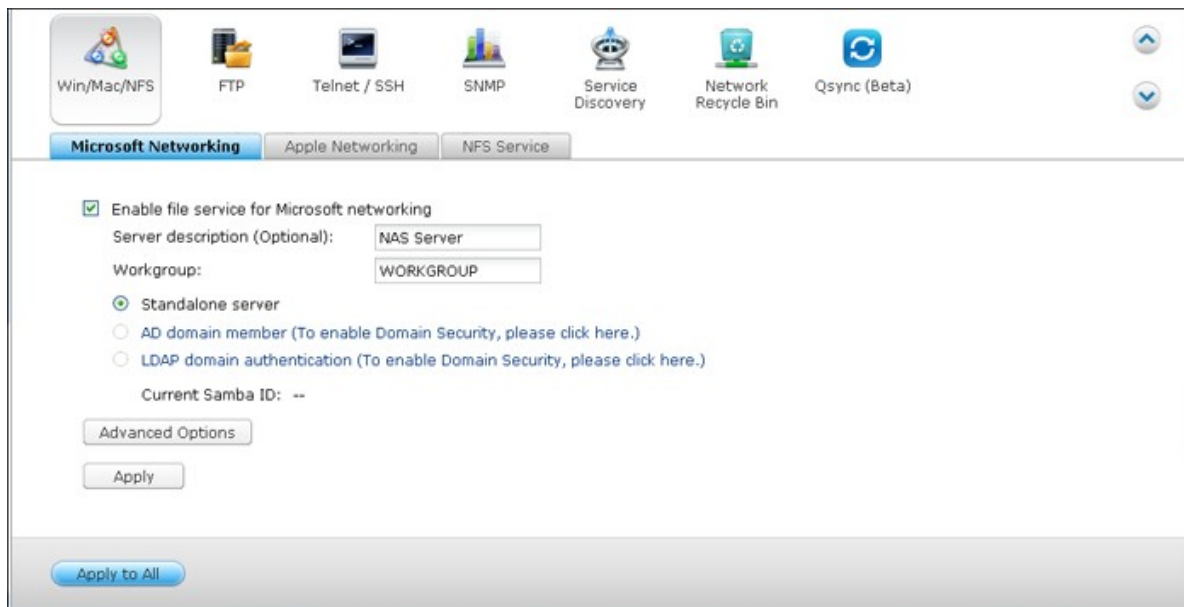 Win/Mac/NFS
FTP
Telnet / SSH
SNMP
Service
Discovery
Network
Recycle Bin
Qsync (Beta)
Microsoft Networking
Apple Networking
NFS Service
Enable file service for Microsoft networking
Server description (Optional): NAS Server
Workgroup: WORKGROUP
Standalone server
AD domain member (To enable Domain Security, please click here.)
LDAP domain authentication (To enable Domain Security, please click here.)
Current Samba ID: --
Advanced Options
Apply
Apply to All